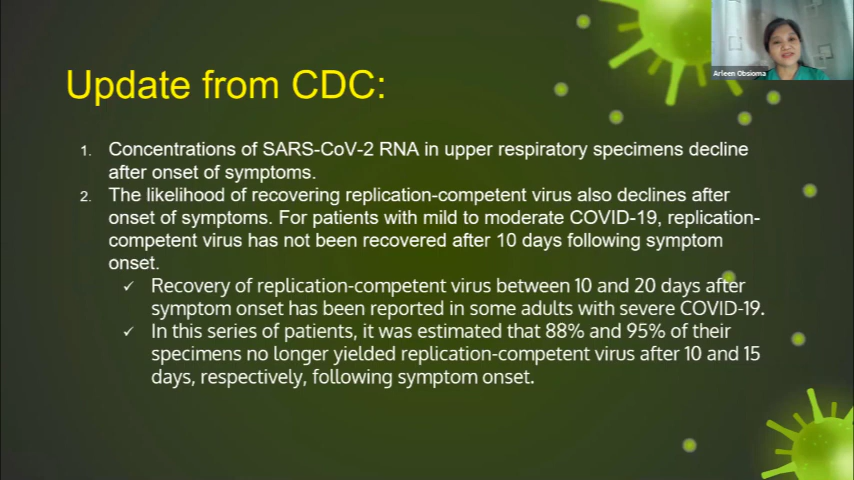 Arleen Obsioma
Update from CDC:
1. Concentrations of SARS-CoV-2 RNA in upper respiratory specimens decline
after onset of symptoms.
2. The likelihood of recovering replication-competent virus also declines after
onset of symptoms. For patients with mild to moderate COVID-19, replication-
competent virus has not been recovered after 10 days following symptom
onset.
✓ Recovery of replication-competent virus between 10 and 20 days after
symptom onset has been reported in some adults with severe COVID-19.
✓ In this series of patients, it was estimated that 88% and 95% of their
specimens no longer yielded replication-competent virus after 10 and 15
days, respectively, following symptom onset.